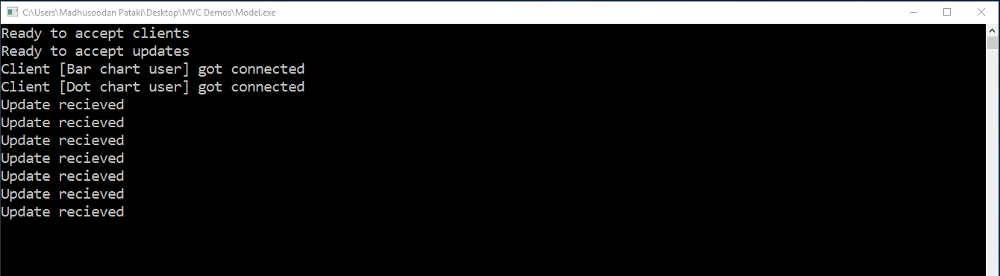 C:\Users\Madhusoodan Pataki\Desktop\MVC Demos\Model.exe
Ready to accept clients
Ready to accept updates
Client [Bar chart user] got connected
Client [Dot chart user] got connected
Update recieved
Update recieved
Update recieved
Update recieved
Update recieved
Update recieved
Update recieved